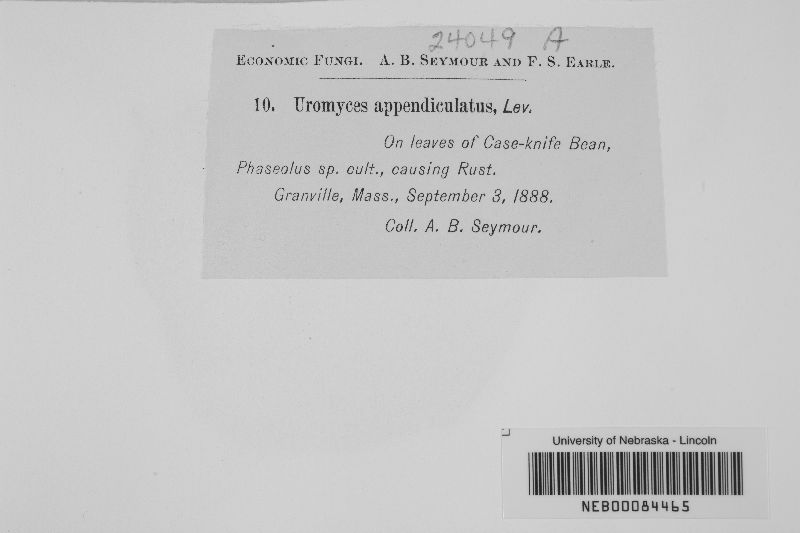 24049 A
Economic Fungi. A. B. Seymour and F. S. Earle.
10. Uromyces appendiculatus, Lev.
On leaves of Case-knife Bean,
Phaseolus sp. cult., causing Rust.
Granville, Mass., September 3, 1888.
Coll. A. B. Seymour.
University of Nebraska - Lincoln
NEB00084465